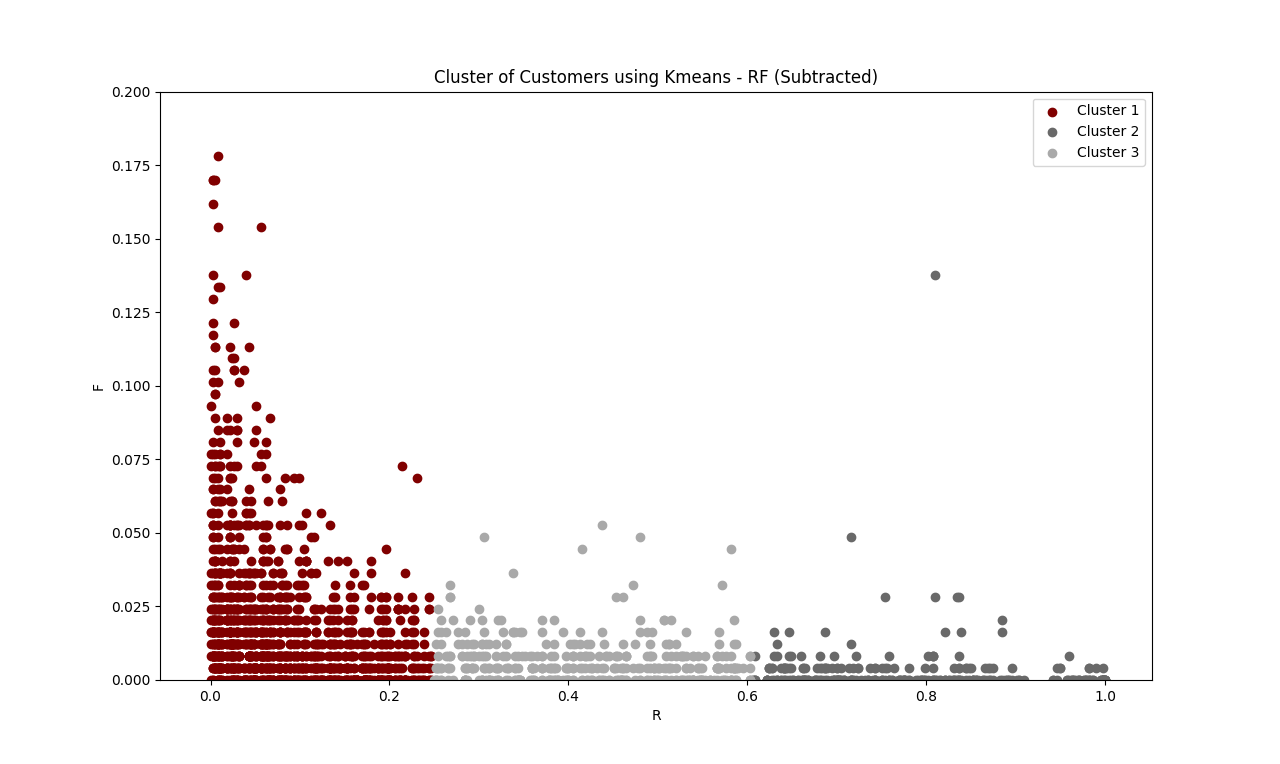 Cluster of Customers using Kmeans - RF (Subtracted)
0.200
0.175
0.150
0.125
0.100
0.075
0.050
0.025
0.000
F
Cluster 1
Cluster 2
Cluster 3
0.0 0.2 0.4 0.6 0.8 1.0
R